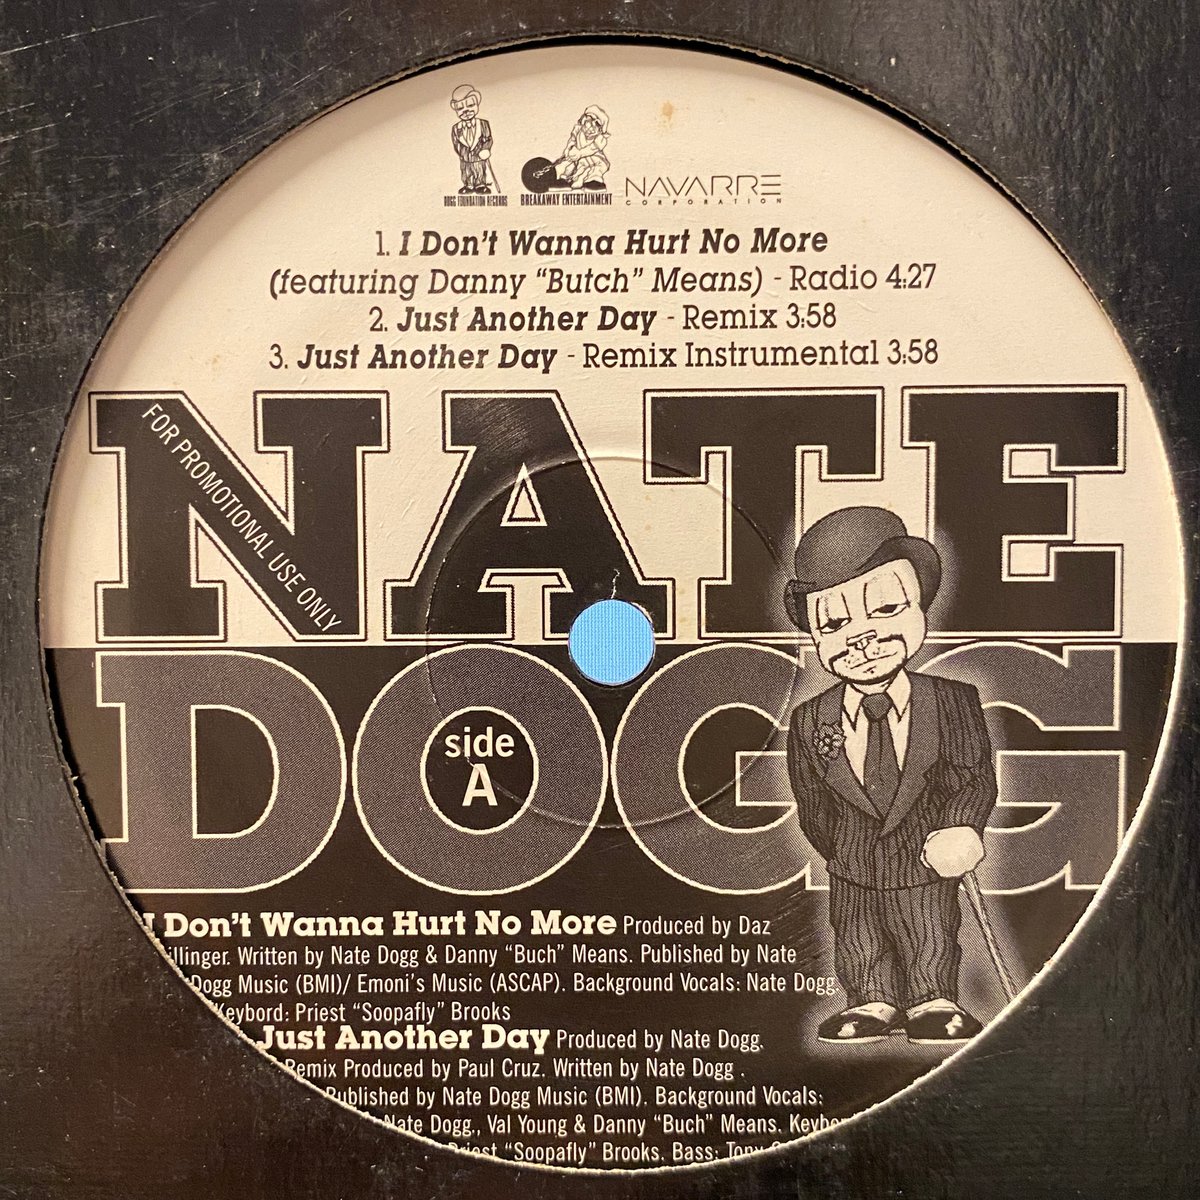 DOGG FOUNDATION RECORDS
BREAKAWAY ENTERTAINMENT
NAVARRE
CORPORATION
1. I Don't Wanna Hurt No More
(featuring Danny "Butch" Means) - Radio 4:27
2. Just Another Day - Remix 3:58
3. Just Another Day - Remix Instrumental 3:58
NATE
FOR PROMOTIONAL USE ONLY
DOGG
side
A
I Don't Wanna Hurt No More Produced by Daz
illinger. Written by Nate Dogg & Danny "Buch" Means. Published by Nate
Dogg Music (BMI)/ Emoni's Music (ASCAP). Background Vocals: Nate Dogg.
Keybord: Priest "Soopafly" Brooks
Just Another Day Produced by Nate Dogg.
Remix Produced by Paul Cruz. Written by Nate Dogg .
Published by Nate Dogg Music (BMI). Background Vocals:
Nate Dogg., Val Young & Danny "Buch" Means. Keybo
Priest "Soopafly" Brooks. Bass: Tony